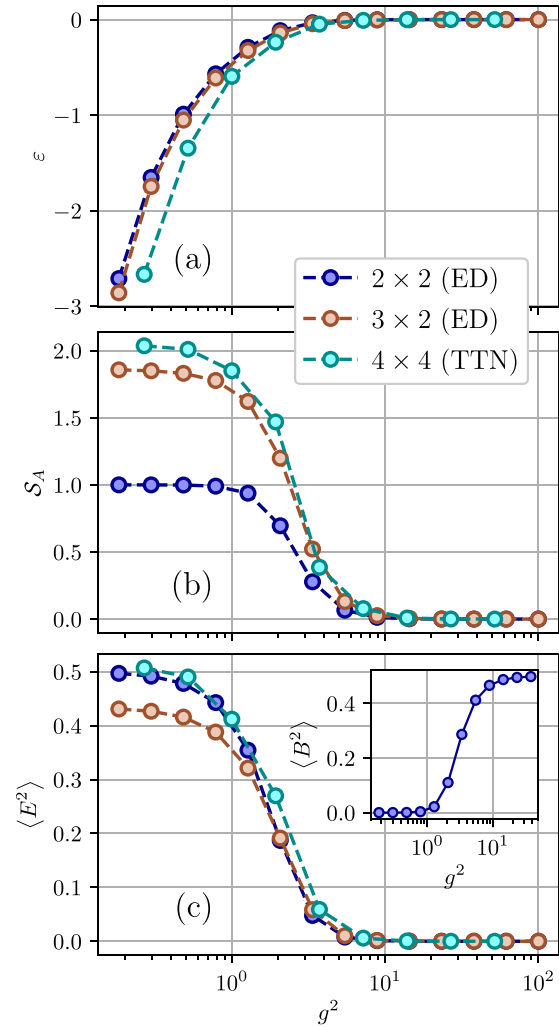 0
−1
−2
−3
ε
(a)
2 × 2 (ED)
3 × 2 (ED)
4 × 4 (TTN)
2.0
1.5
1.0
0.5
0.0
𝒮_A
(b)
0.5
0.4
0.3
0.2
0.1
0.0
⟨E²⟩
(c)
0.4
0.2
0.0
⟨B²⟩
10⁰ 10¹
g²
10⁰ 10¹ 10²
g²